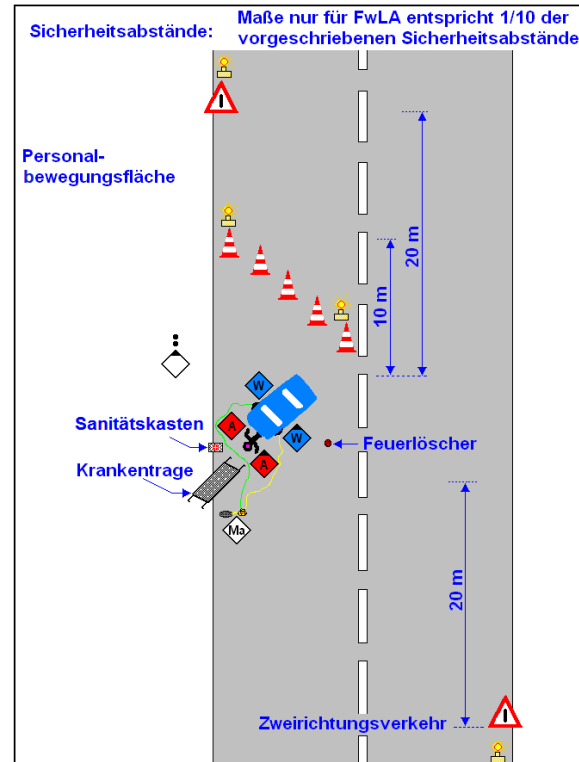 Sicherheitsabstände:
Maße nur für FwLA entspricht 1/10 der
vorgeschriebenen Sicherheitsabstände
Personal-
bewegungsfläche
20 m
10 m
W
Sanitätskasten
A
W
Feuerlöscher
Krankentrage
A
Ma
20 m
Zweirichtungsverkehr